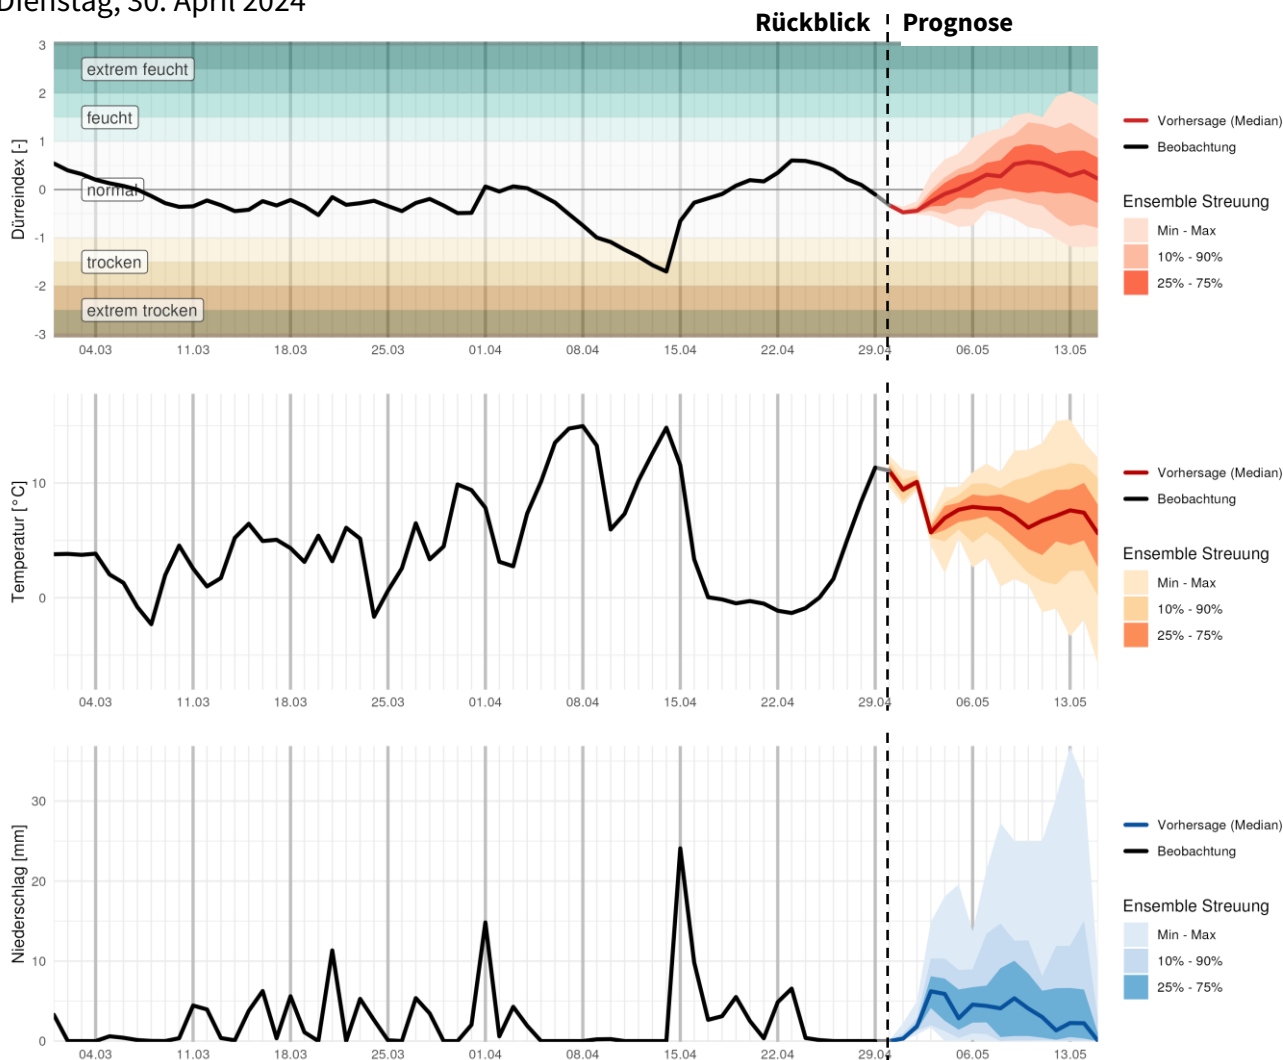 Dienstag, 30. April 2024
Rückblick Prognose
Dürreindex [-]
3
2
1
0
-1
-2
-3
extrem feucht
feucht
normal
trocken
extrem trocken
04.03 11.03 18.03 25.03 01.04 08.04 15.04 22.04 29.04 06.05 13.05
Vorhersage (Median)
Beobachtung
Ensemble Streuung
Min - Max
10% - 90%
25% - 75%
Temperatur [°C]
10
0
04.03 11.03 18.03 25.03 01.04 08.04 15.04 22.04 29.04 06.05 13.05
Vorhersage (Median)
Beobachtung
Ensemble Streuung
Min - Max
10% - 90%
25% - 75%
Niederschlag [mm]
30
20
10
0
04.03 11.03 18.03 25.03 01.04 08.04 15.04 22.04 29.04 06.05 13.05
Vorhersage (Median)
Beobachtung
Ensemble Streuung
Min - Max
10% - 90%
25% - 75%